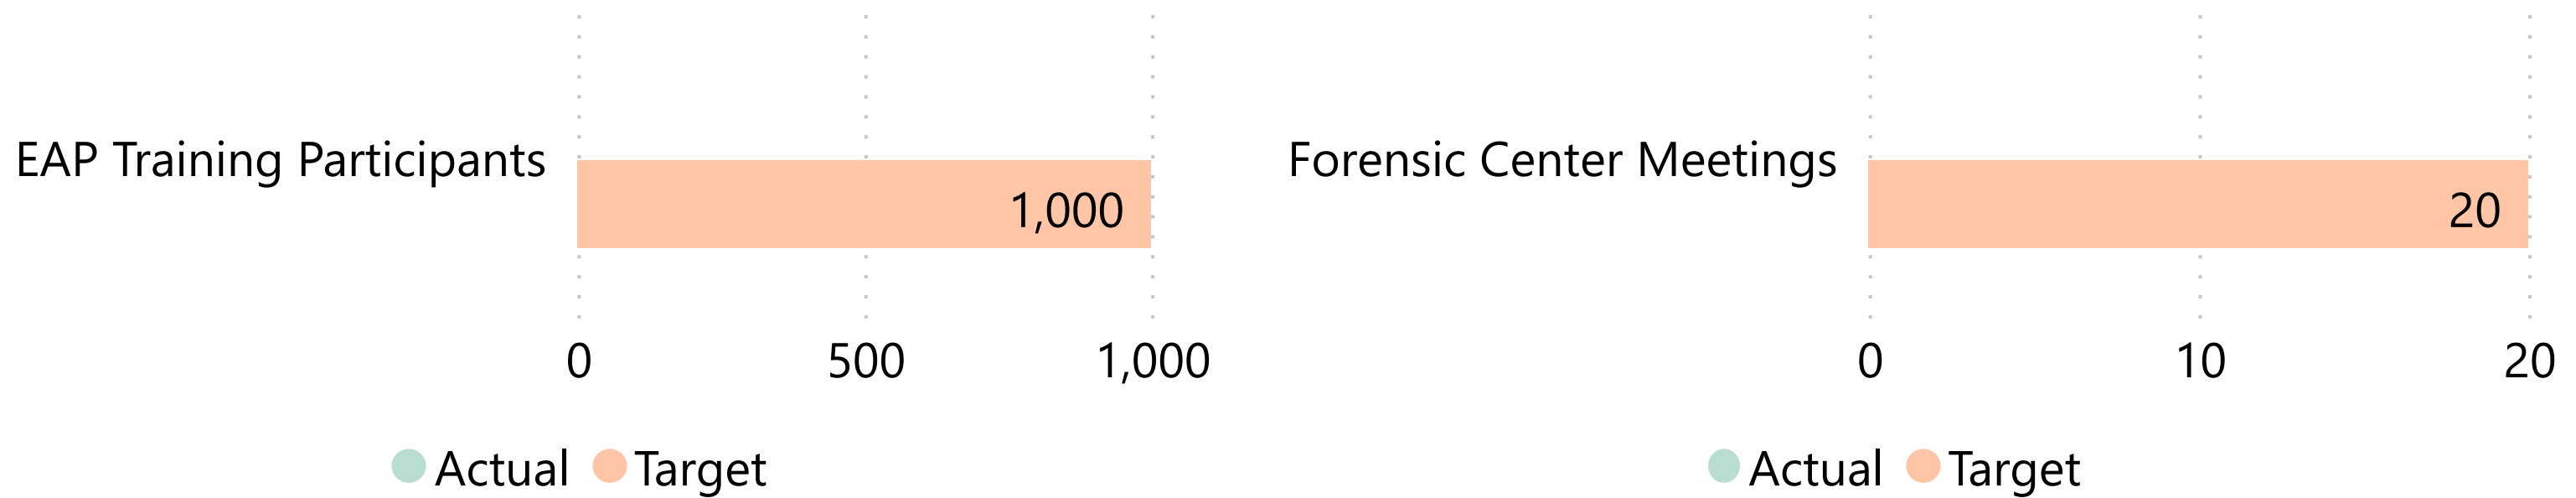 EAP Training Participants
1,000
0 500 1,000
Actual Target
Forensic Center Meetings
20
0 10 20
Actual Target